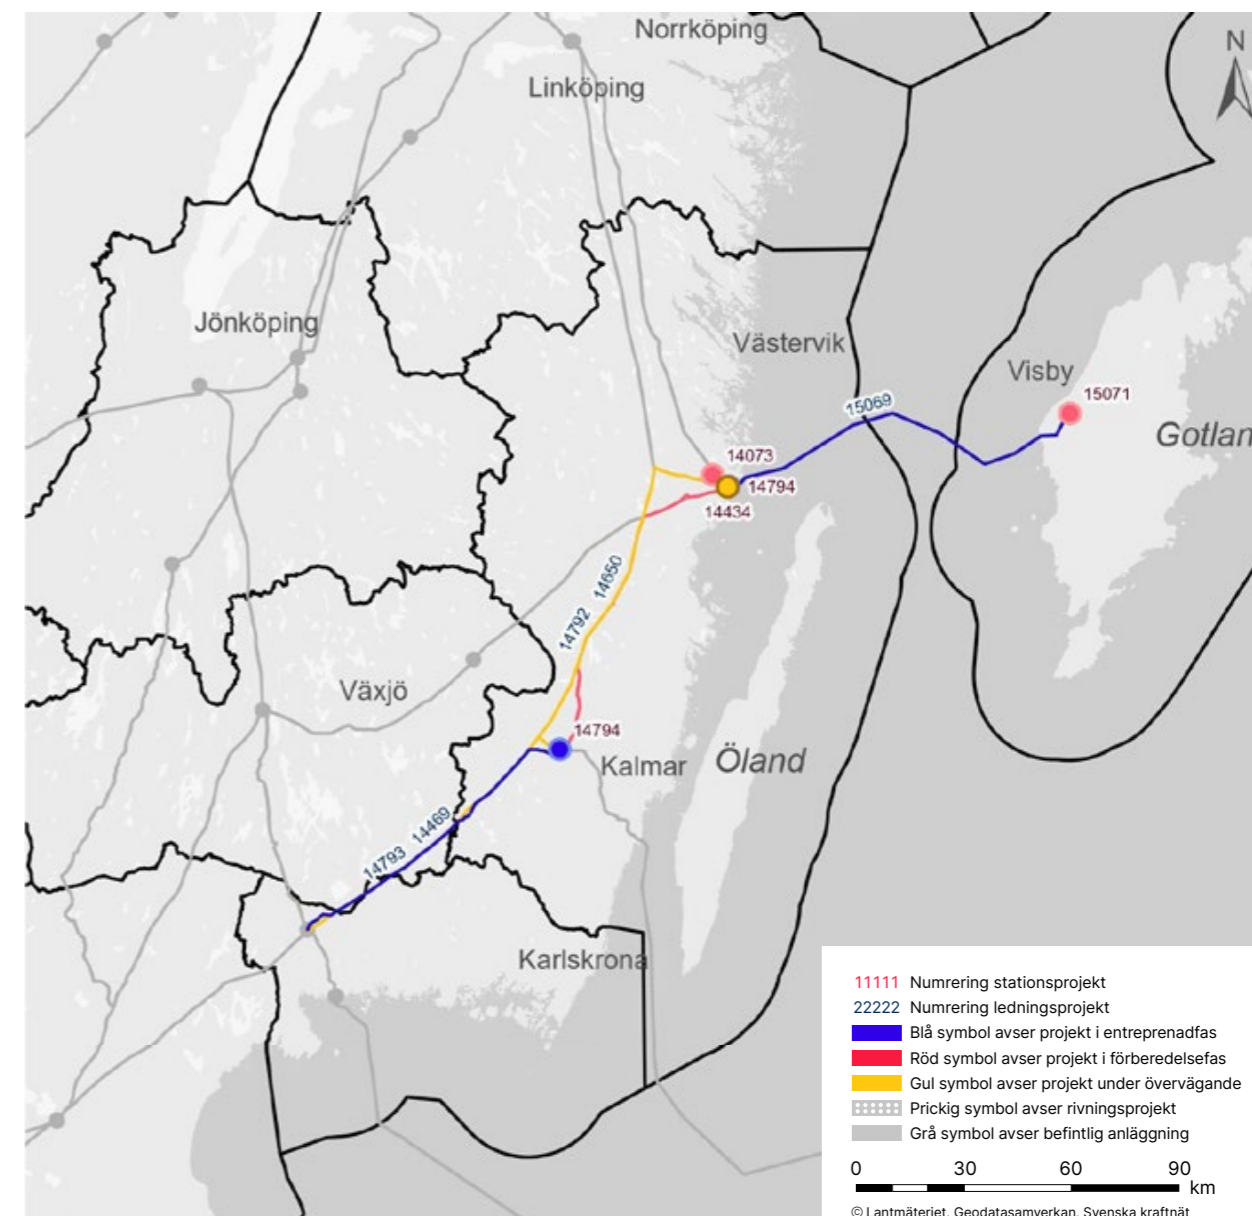 Norrköping
N
Linköping
Jönköping
Västervik
Visby
15069
15071
Gotlan
14073
14794
14434
14650
14792
Växjö
14794
Kalmar
Öland
14469
14793
Karlskrona
11111 Numrering stationsprojekt
22222 Numrering ledningsprojekt
Blå symbol avser projekt i entreprenadfas
Röd symbol avser projekt i förberedelsefas
Gul symbol avser projekt under övervägande
Prickig symbol avser rivningsprojekt
Grå symbol avser befintlig anläggning
0 30 60 90
km
© Lantmäteriet, Geodatasamverkan, Svenska kraftnät